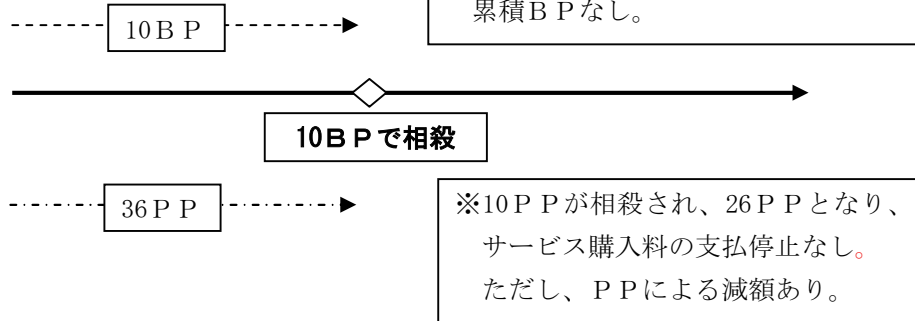 累積ＢＰなし。
10ＢＰ
10ＢＰで相殺
36ＰＰ
※10ＰＰが相殺され、26ＰＰとなり、
サービス購入料の支払停止なし。
ただし、ＰＰによる減額あり。